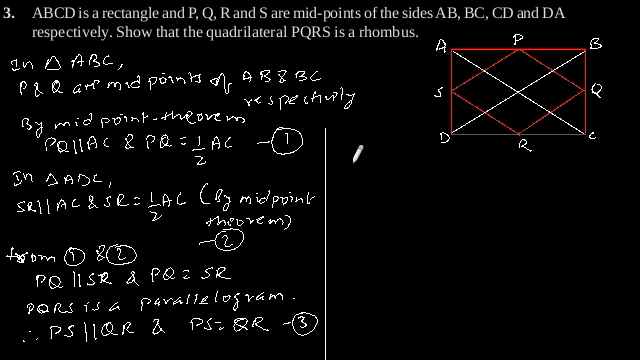 3. ABCD is a rectangle and P, Q, R and S are mid-points of the sides AB, BC, CD and DA
respectively. Show that the quadrilateral PQRS is a rhombus.
In △ ABC,
P & Q are mid points of AB & BC
respectively
By mid point-theorem
PQ||AC & PQ = 1/2 AC —①
In △ADC,
SR||AC & SR = 1/2 AC (By midpoint
theorem)
—②
from ① & ②
PQ || SR & PQ = SR
PQRS is a parallelogram.
∴ PS||QR & PS = QR —③
A P B
S Q
D R C